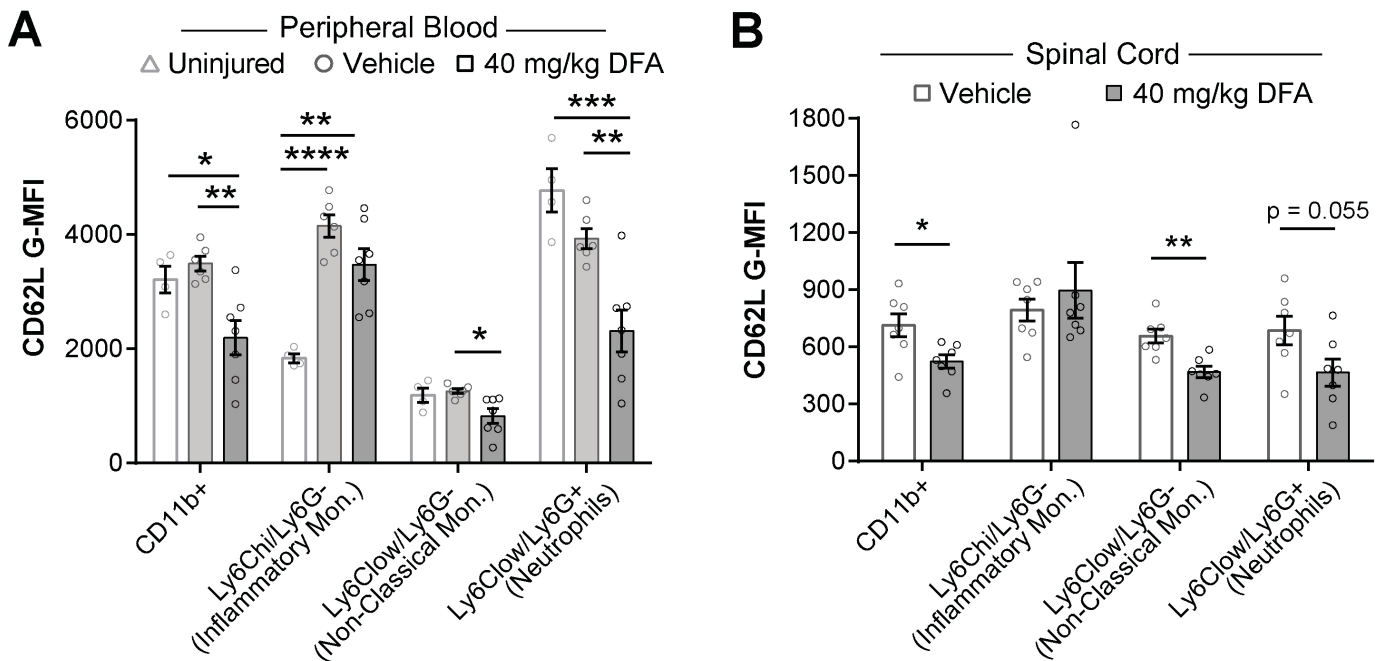 A
Peripheral Blood
Uninjured Vehicle 40 mg/kg DFA
CD62L G-MFI
6000
4000
2000
0
*
**
**
****
*
***
**
CD11b+
Ly6Chi/Ly6G-
(Inflammatory Mon.)
Ly6Clow/Ly6G-
(Non-Classical Mon.)
Ly6Clow/Ly6G+
(Neutrophils)
B
Spinal Cord
Vehicle 40 mg/kg DFA
CD62L G-MFI
1800
1500
1200
900
600
300
0
*
**
p = 0.055
CD11b+
Ly6Chi/Ly6G-
(Inflammatory Mon.)
Ly6Clow/Ly6G-
(Non-Classical Mon.)
Ly6Clow/Ly6G+
(Neutrophils)